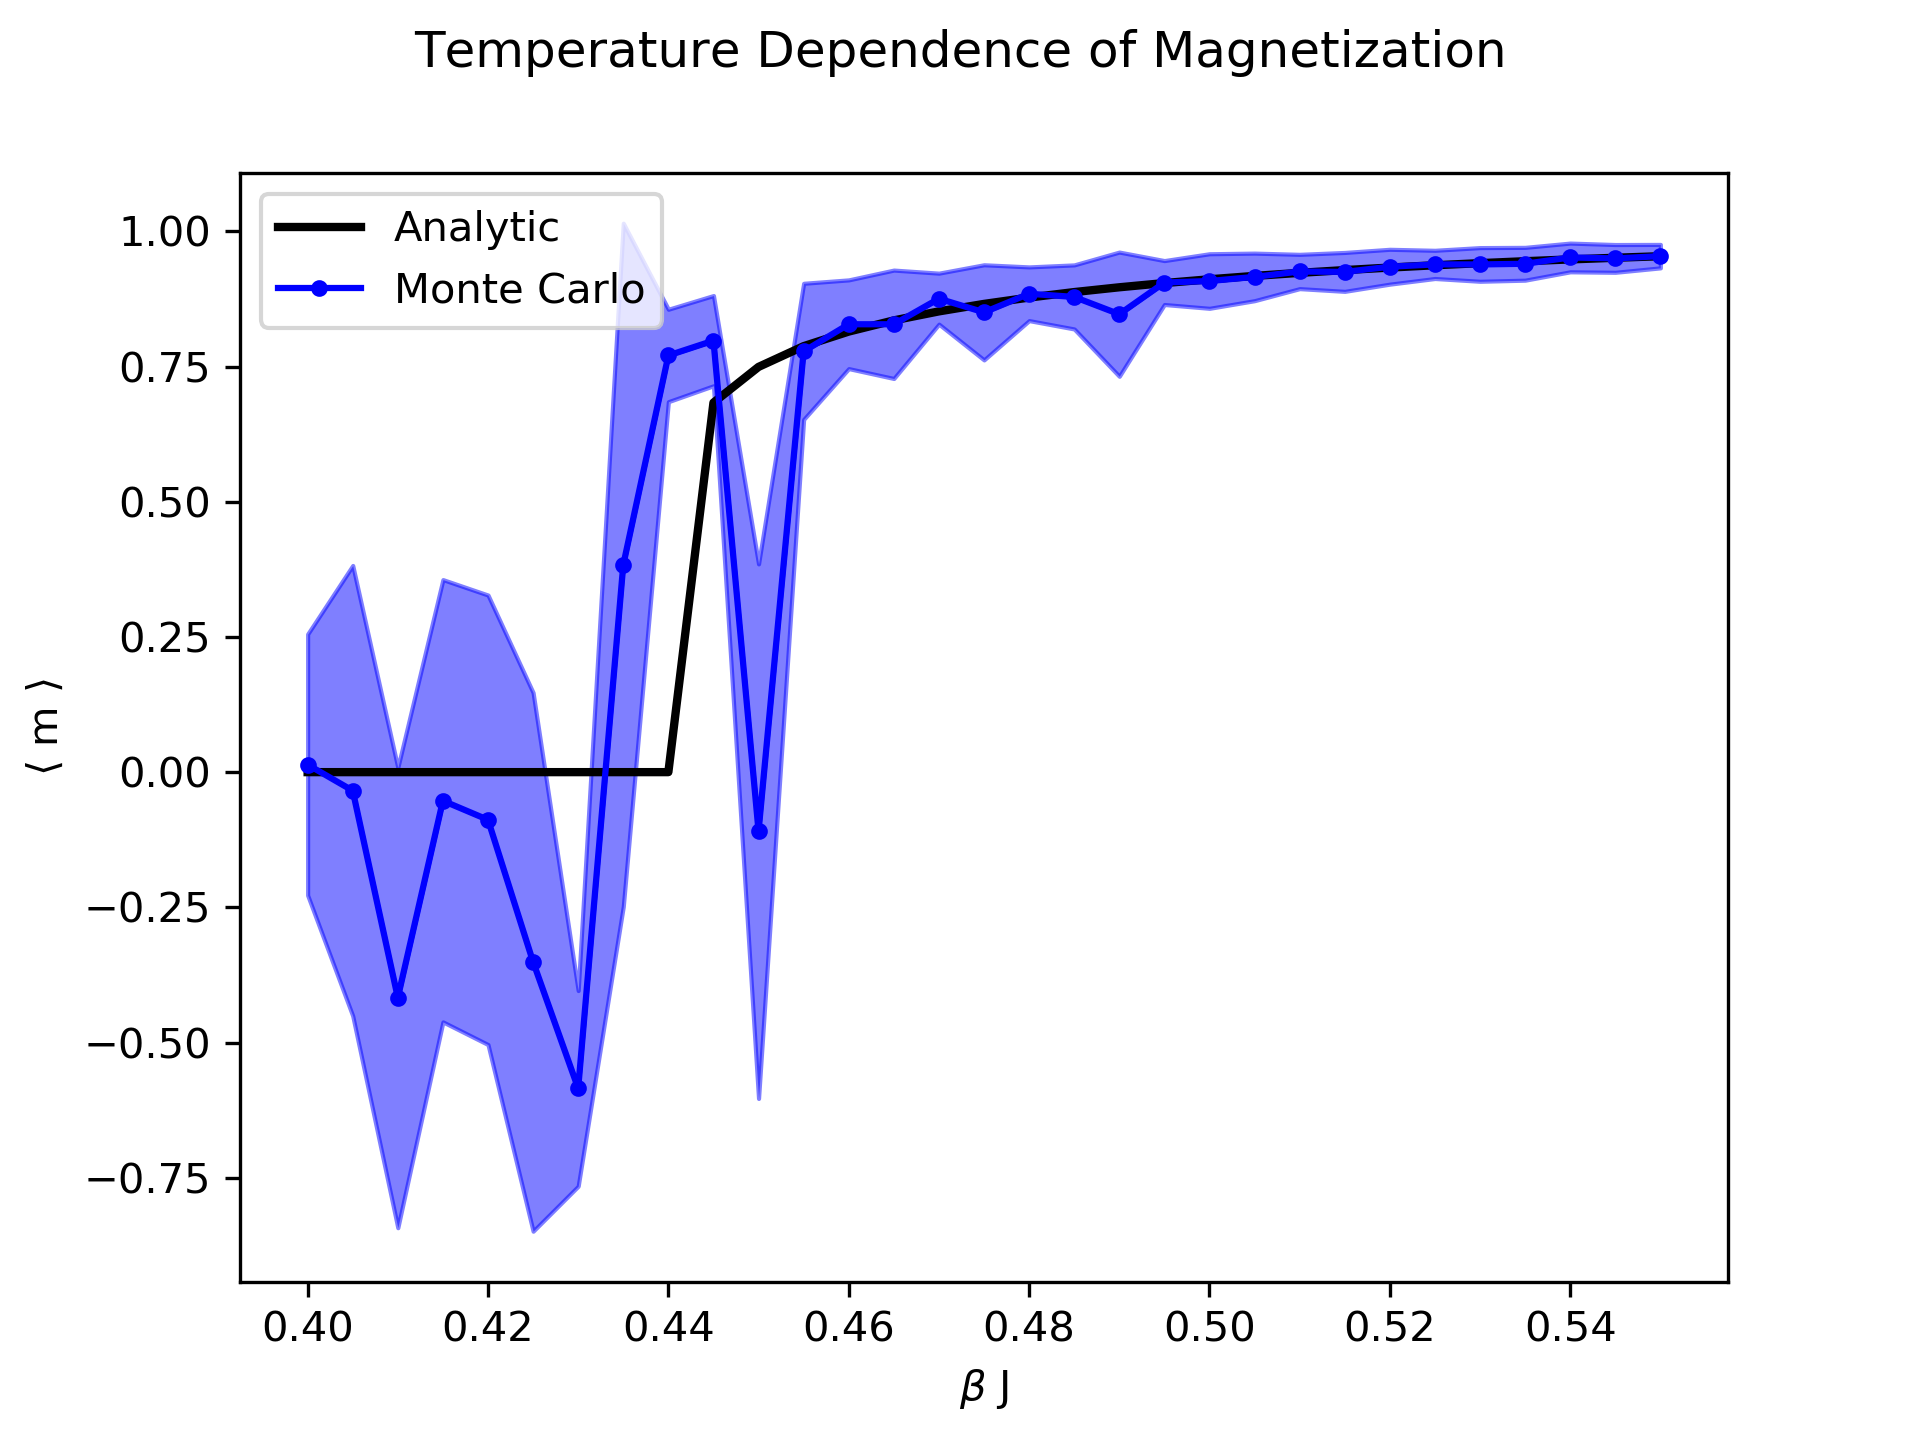 Temperature Dependence of Magnetization
Analytic
Monte Carlo
1.00
0.75
0.50
0.25
0.00
−0.25
−0.50
−0.75
⟨ m ⟩
0.40 0.42 0.44 0.46 0.48 0.50 0.52 0.54
β J